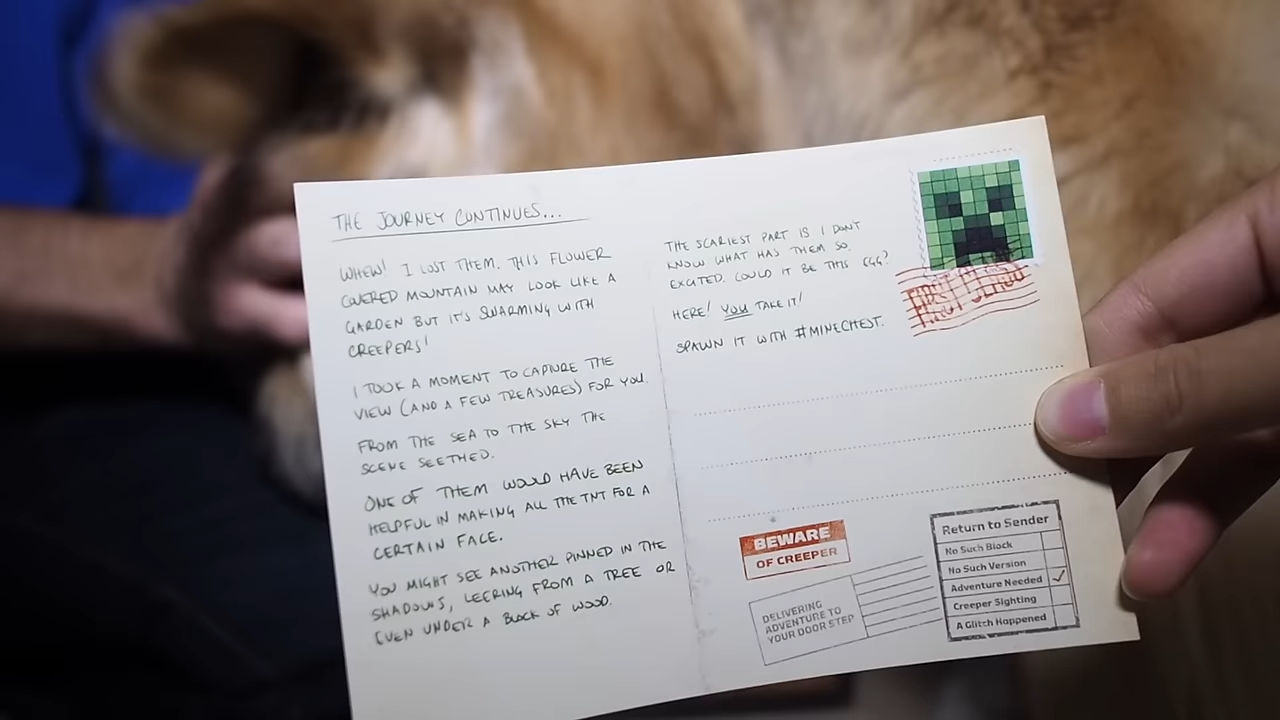 THE JOURNEY CONTINUES...
WHEW! I LOST THEM. THIS FLOWER
COVERED MOUNTAIN MAY LOOK LIKE A
GARDEN BUT IT'S SWARMING WITH
CREEPERS!
I TOOK A MOMENT TO CAPTURE THE
VIEW (AND A FEW TREASURES) FOR YOU.
FROM THE SEA TO THE SKY THE
SCENE SEETHED.
ONE OF THEM WOULD HAVE BEEN
HELPFUL IN MAKING ALL THE TNT FOR A
CERTAIN FACE.
YOU MIGHT SEE ANOTHER PINNED IN THE
SHADOWS, LEERING FROM A TREE OR
EVEN UNDER A BLOCK OF WOOD.
THE SCARIEST PART IS I DON'T
KNOW WHAT HAS THEM SO
EXCITED. COULD IT BE THIS EGG?
HERE! YOU TAKE IT!
SPAWN IT WITH #MINECHEST.
FIRST CLASS
BEWARE
OF CREEPER
DELIVERING
ADVENTURE TO
YOUR DOOR STEP
Return to Sender
No Such Block
No Such Version
Adventure Needed
Creeper Sighting
A Glitch Happened